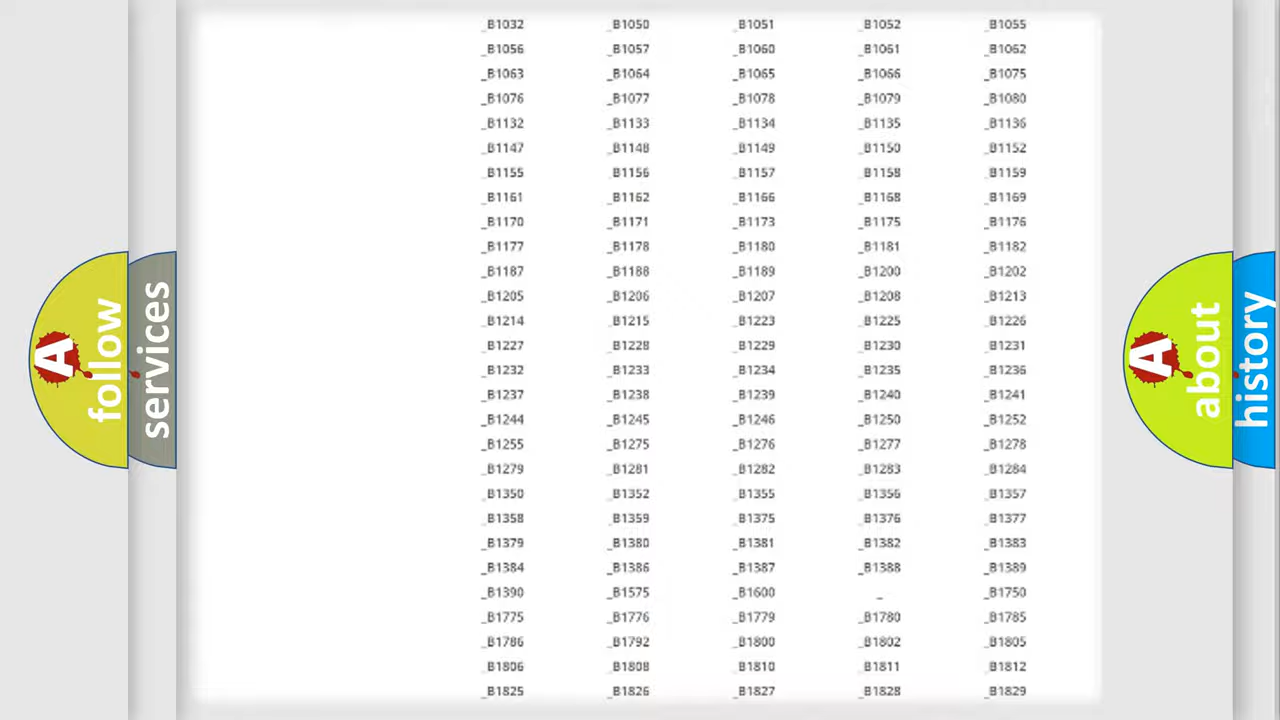 _B1032 _B1050 _B1051 _B1052 _B1055
_B1056 _B1057 _B1060 _B1061 _B1062
_B1063 _B1064 _B1065 _B1066 _B1075
_B1076 _B1077 _B1078 _B1079 _B1080
_B1132 _B1133 _B1134 _B1135 _B1136
_B1147 _B1148 _B1149 _B1150 _B1152
_B1155 _B1156 _B1157 _B1158 _B1159
_B1161 _B1162 _B1166 _B1168 _B1169
_B1170 _B1171 _B1173 _B1175 _B1176
_B1177 _B1178 _B1180 _B1181 _B1182
_B1187 _B1188 _B1189 _B1200 _B1202
_B1205 _B1206 _B1207 _B1208 _B1213
_B1214 _B1215 _B1223 _B1225 _B1226
_B1227 _B1228 _B1229 _B1230 _B1231
_B1232 _B1233 _B1234 _B1235 _B1236
_B1237 _B1238 _B1239 _B1240 _B1241
_B1244 _B1245 _B1246 _B1250 _B1252
_B1255 _B1275 _B1276 _B1277 _B1278
_B1279 _B1281 _B1282 _B1283 _B1284
_B1350 _B1352 _B1355 _B1356 _B1357
_B1358 _B1359 _B1375 _B1376 _B1377
_B1379 _B1380 _B1381 _B1382 _B1383
_B1384 _B1386 _B1387 _B1388 _B1389
_B1390 _B1575 _B1600 _ _B1750
_B1775 _B1776 _B1779 _B1780 _B1785
_B1786 _B1792 _B1800 _B1802 _B1805
_B1806 _B1808 _B1810 _B1811 _B1812
_B1825 _B1826 _B1827 _B1828 _B1829
A follow
services
A about
history